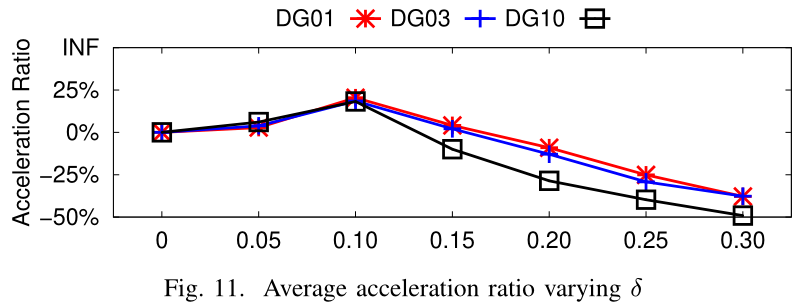 DG01 DG03 DG10
INF
25%
0%
−25%
−50%
Acceleration Ratio
0 0.05 0.10 0.15 0.20 0.25 0.30
Fig. 11. Average acceleration ratio varying δ